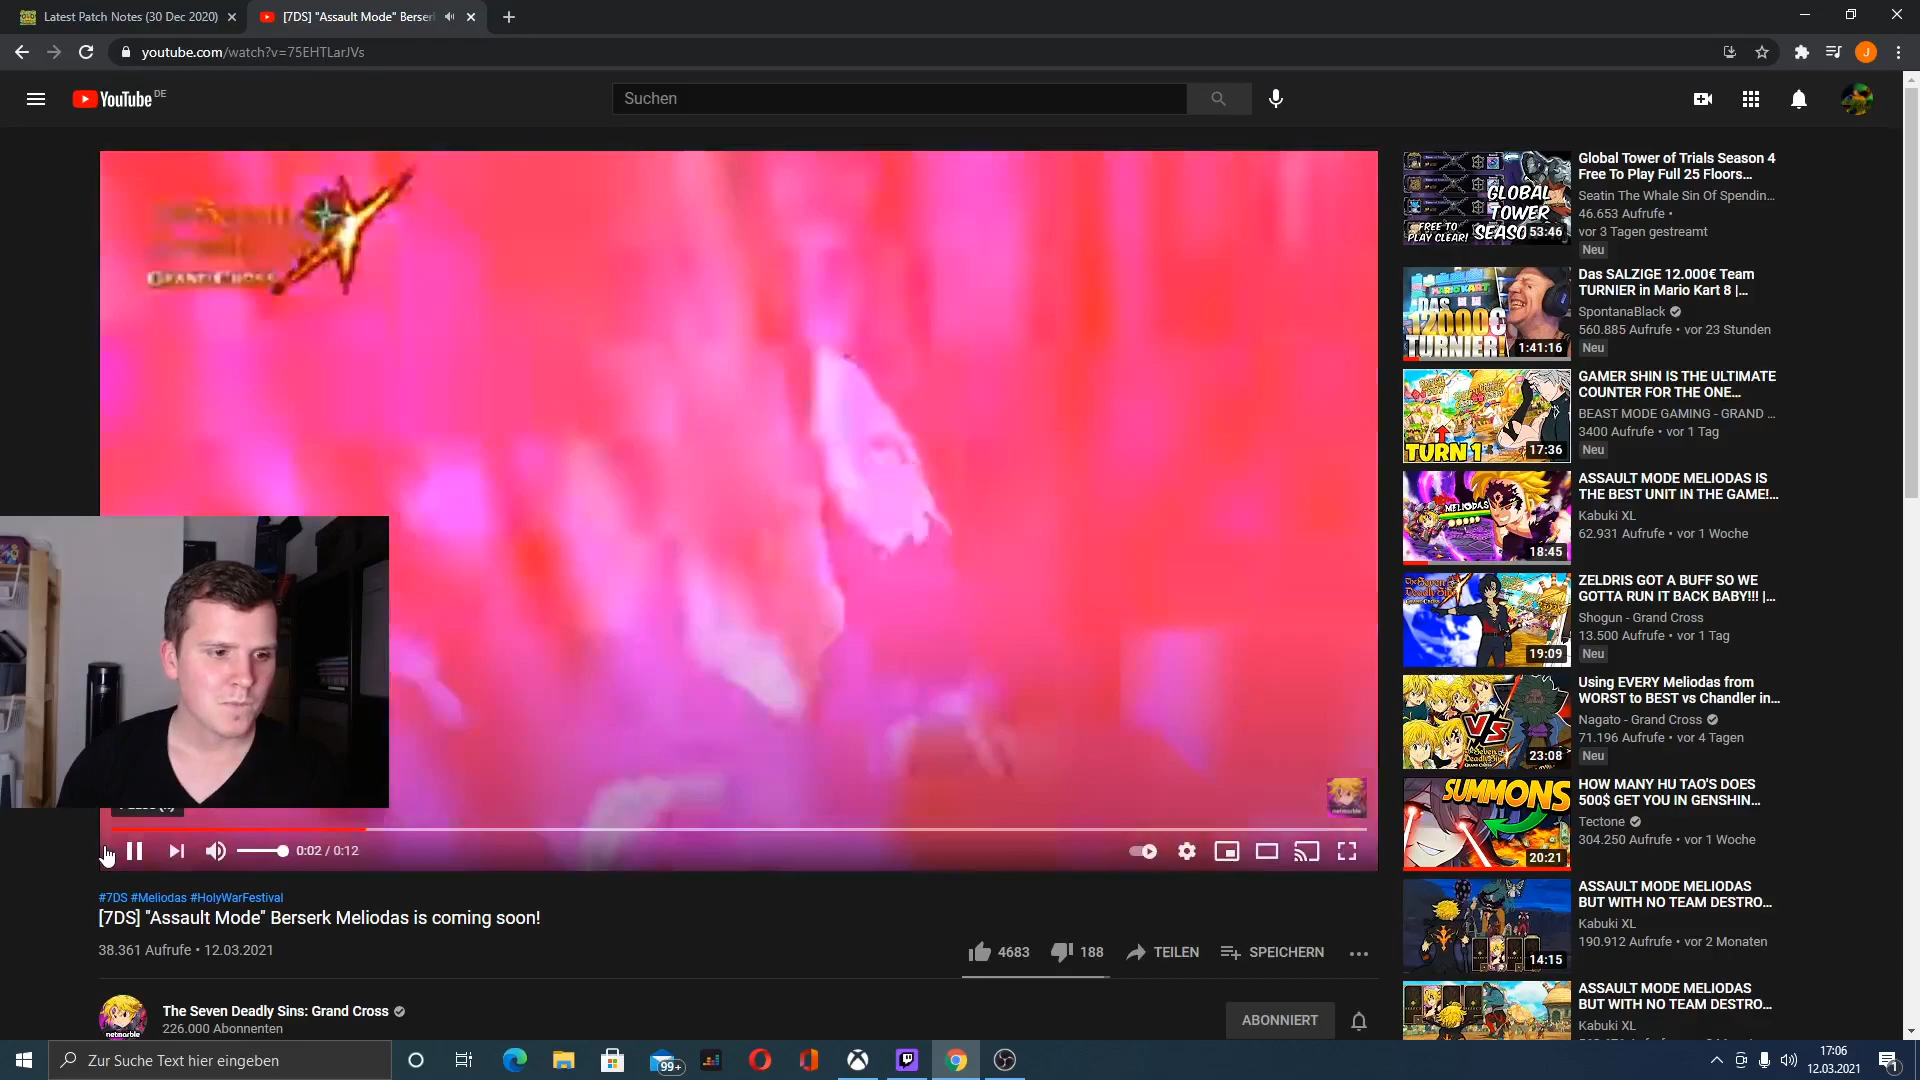 Latest Patch Notes (30 Dec 2020)
[7DS] "Assault Mode" Berser
youtube.com/watch?v=75EHTLarJVs
J
YouTube DE
Suchen
GRAND CROSS
netmarble
0:02 / 0:12
#7DS #Meliodas #HolyWarFestival
[7DS] "Assault Mode" Berserk Meliodas is coming soon!
38.361 Aufrufe • 12.03.2021
4683
188
TEILEN
SPEICHERN
The Seven Deadly Sins: Grand Cross
226.000 Abonnenten
netmarble
ABONNIERT
GLOBAL
TOWER
SEASO
FREE TO
PLAY CLEAR!
53:46
Global Tower of Trials Season 4
Free To Play Full 25 Floors...
Seatin The Whale Sin Of Spendin...
46.653 Aufrufe •
vor 3 Tagen gestreamt
Neu
MARIO KART
DAS
12000€
TURNIER!
1:41:16
Das SALZIGE 12.000€ Team
TURNIER in Mario Kart 8 |...
SpontanaBlack
560.885 Aufrufe • vor 23 Stunden
Neu
TURN 1
17:36
GAMER SHIN IS THE ULTIMATE
COUNTER FOR THE ONE...
BEAST MODE GAMING - GRAND ...
3400 Aufrufe • vor 1 Tag
Neu
MELIODAS
18:45
ASSAULT MODE MELIODAS IS
THE BEST UNIT IN THE GAME!...
Kabuki XL
62.931 Aufrufe • vor 1 Woche
The Seven
Deadly Sins
19:09
ZELDRIS GOT A BUFF SO WE
GOTTA RUN IT BACK BABY!!! |...
Shogun - Grand Cross
13.500 Aufrufe • vor 1 Tag
Neu
VS
23:08
Using EVERY Meliodas from
WORST to BEST vs Chandler in...
Nagato - Grand Cross
71.196 Aufrufe • vor 4 Tagen
Neu
SUMMONS
20:21
HOW MANY HU TAO'S DOES
500$ GET YOU IN GENSHIN...
Tectone
304.250 Aufrufe • vor 1 Woche
14:15
ASSAULT MODE MELIODAS
BUT WITH NO TEAM DESTRO...
Kabuki XL
190.912 Aufrufe • vor 2 Monaten
ASSAULT MODE MELIODAS
BUT WITH NO TEAM DESTRO...
Kabuki XL
Zur Suche Text hier eingeben
99+
17:06
12.03.2021
1